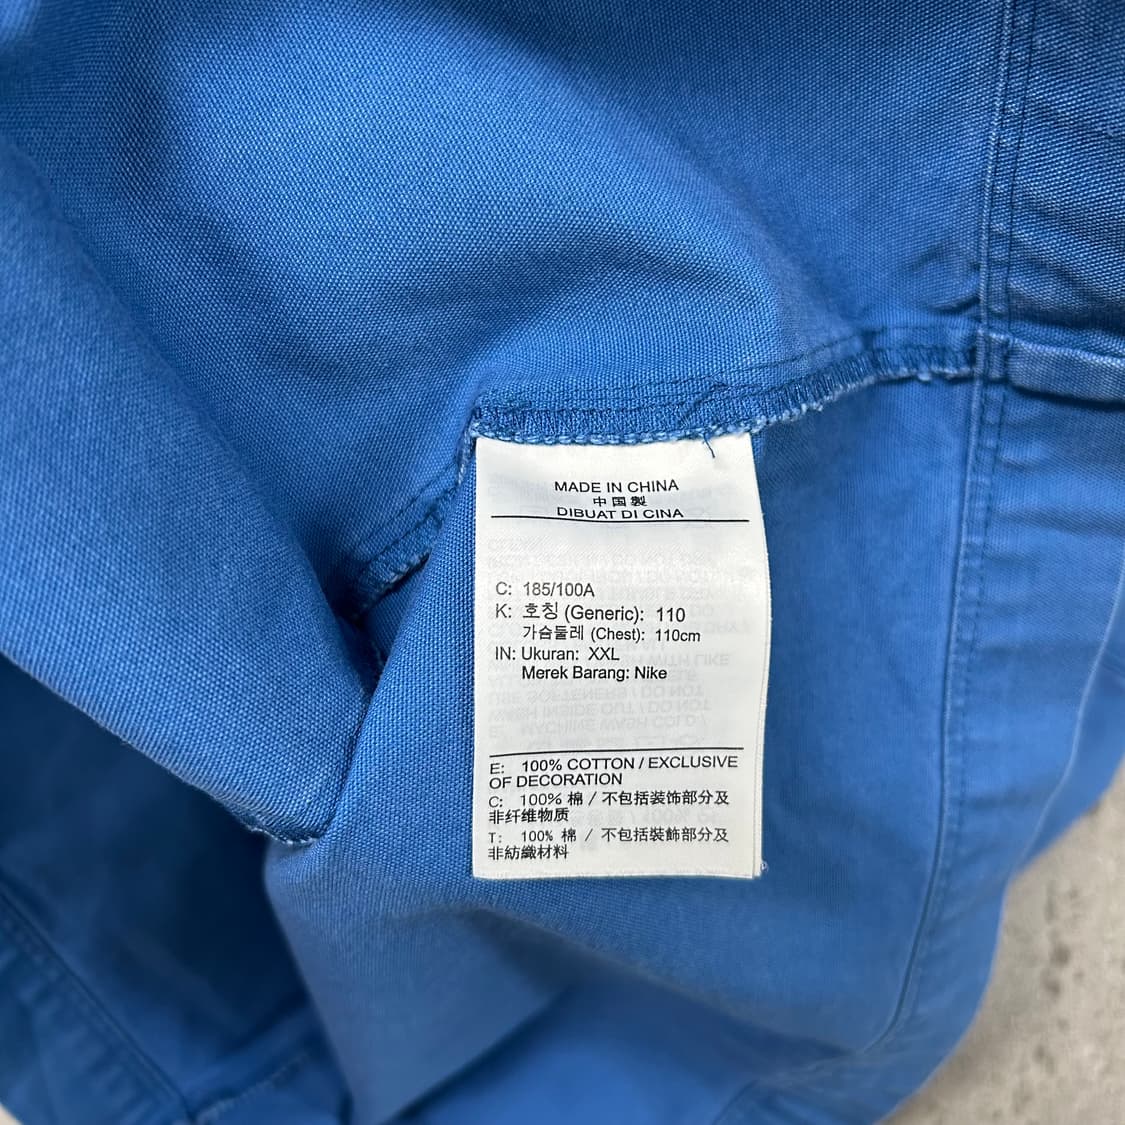 MADE IN CHINA
中国製
DIBUAT DI CINA
C: 185/100A
K: 호칭 (Generic): 110
가슴둘레 (Chest): 110cm
IN: Ukuran: XXL
Merek Barang: Nike
E: 100% COTTON / EXCLUSIVE
OF DECORATION
C: 100% 棉 / 不包括装饰部分及
非纤维物质
T: 100% 棉 / 不包括裝飾部分及
非紡織材料